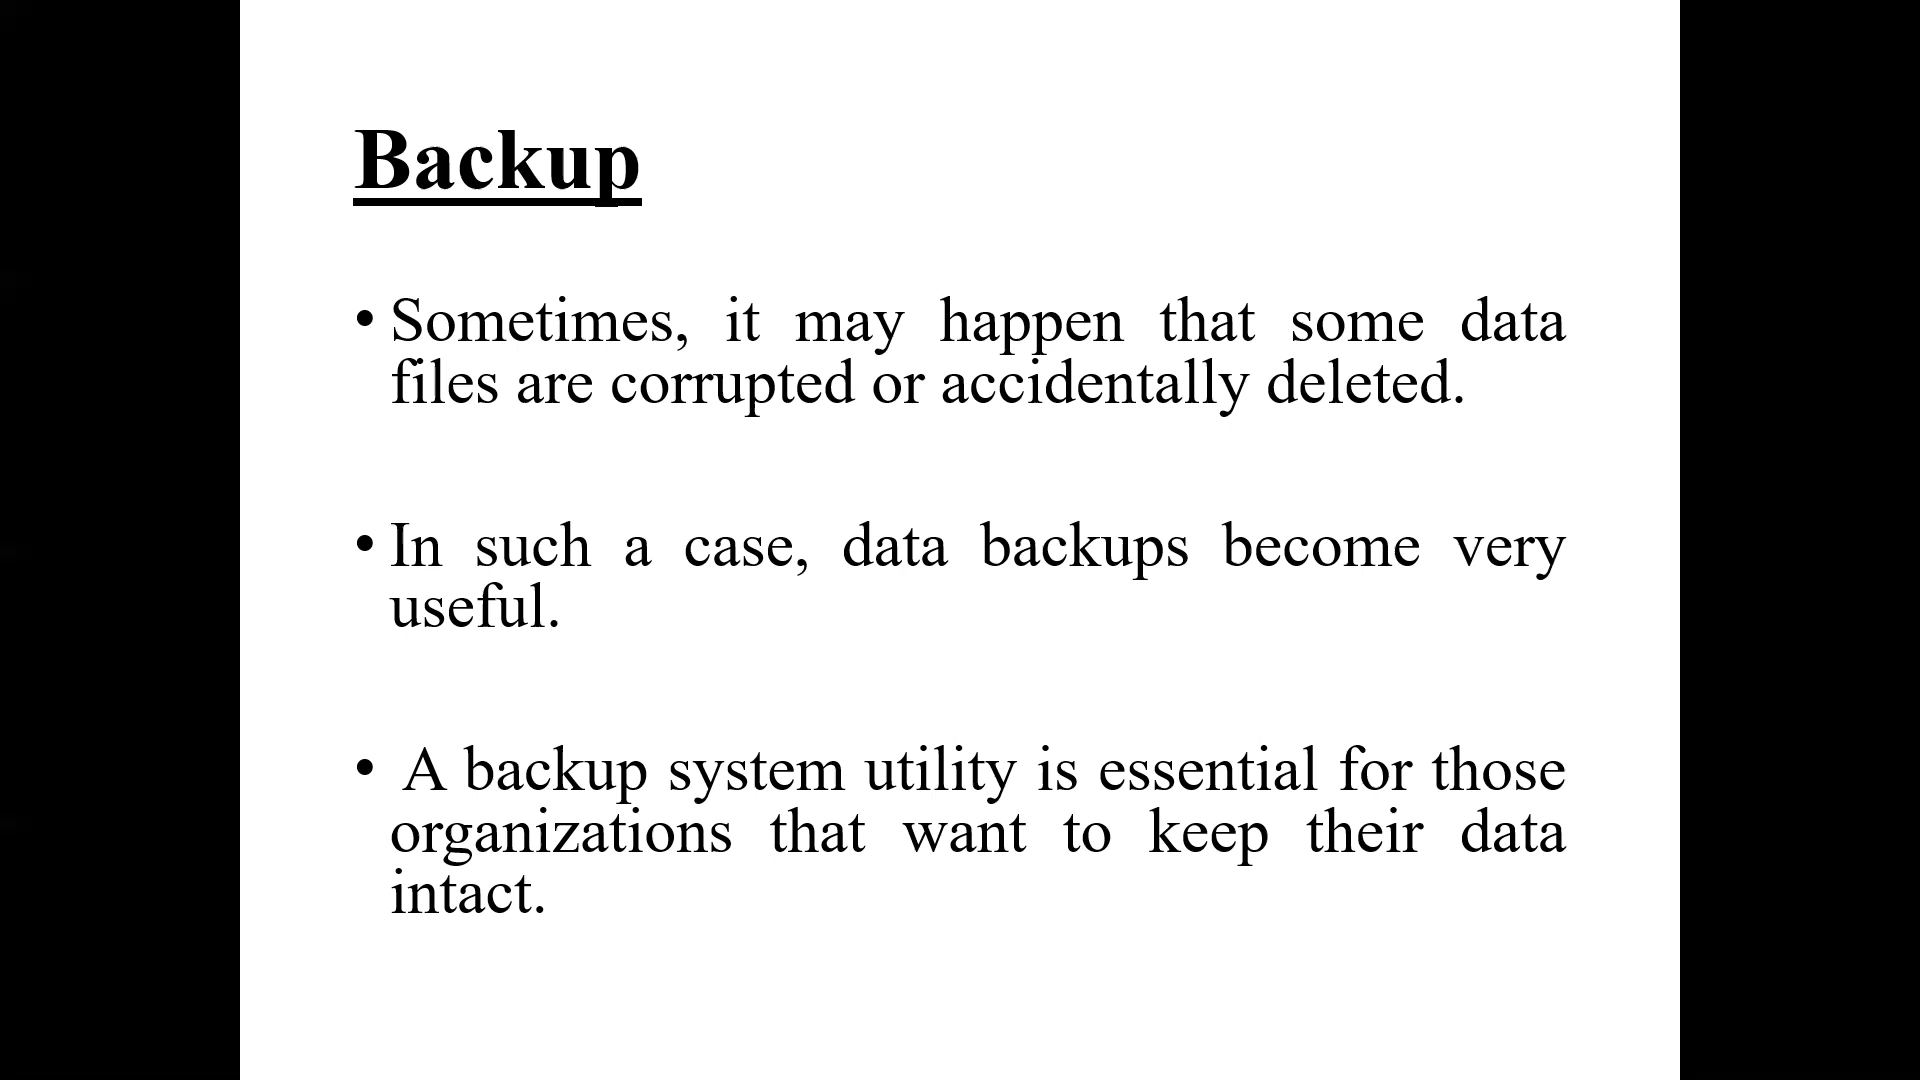 Backup
• Sometimes, it may happen that some data
files are corrupted or accidentally deleted.
• In such a case, data backups become very
useful.
• A backup system utility is essential for those
organizations that want to keep their data
intact.